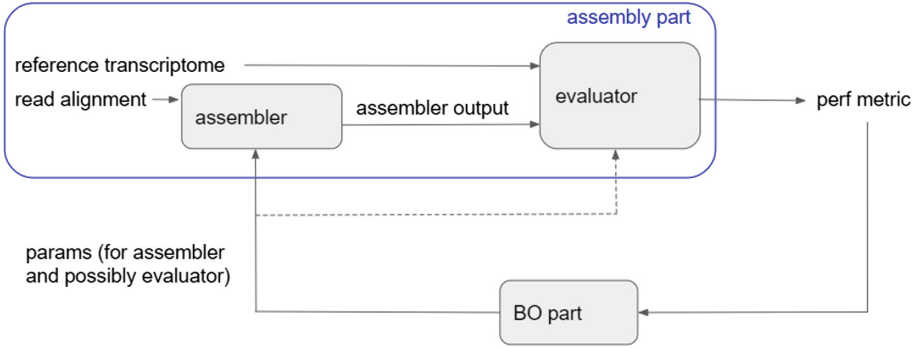 assembly part
reference transcriptome
read alignment
assembler
assembler output
evaluator
perf metric
params (for assembler
and possibly evaluator)
BO part